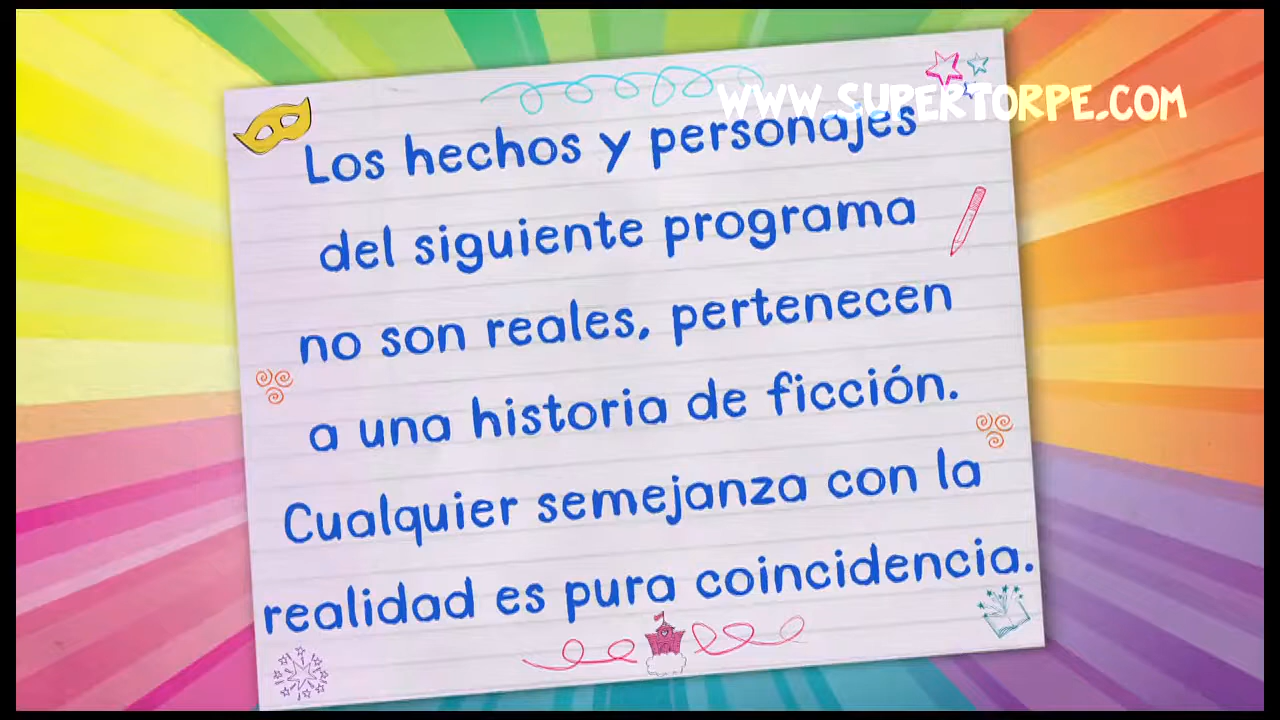 WWW.SUPERTORPE.COM
Los hechos y personajes
del siguiente programa
no son reales, pertenecen
a una historia de ficción.
Cualquier semejanza con la
realidad es pura coincidencia.